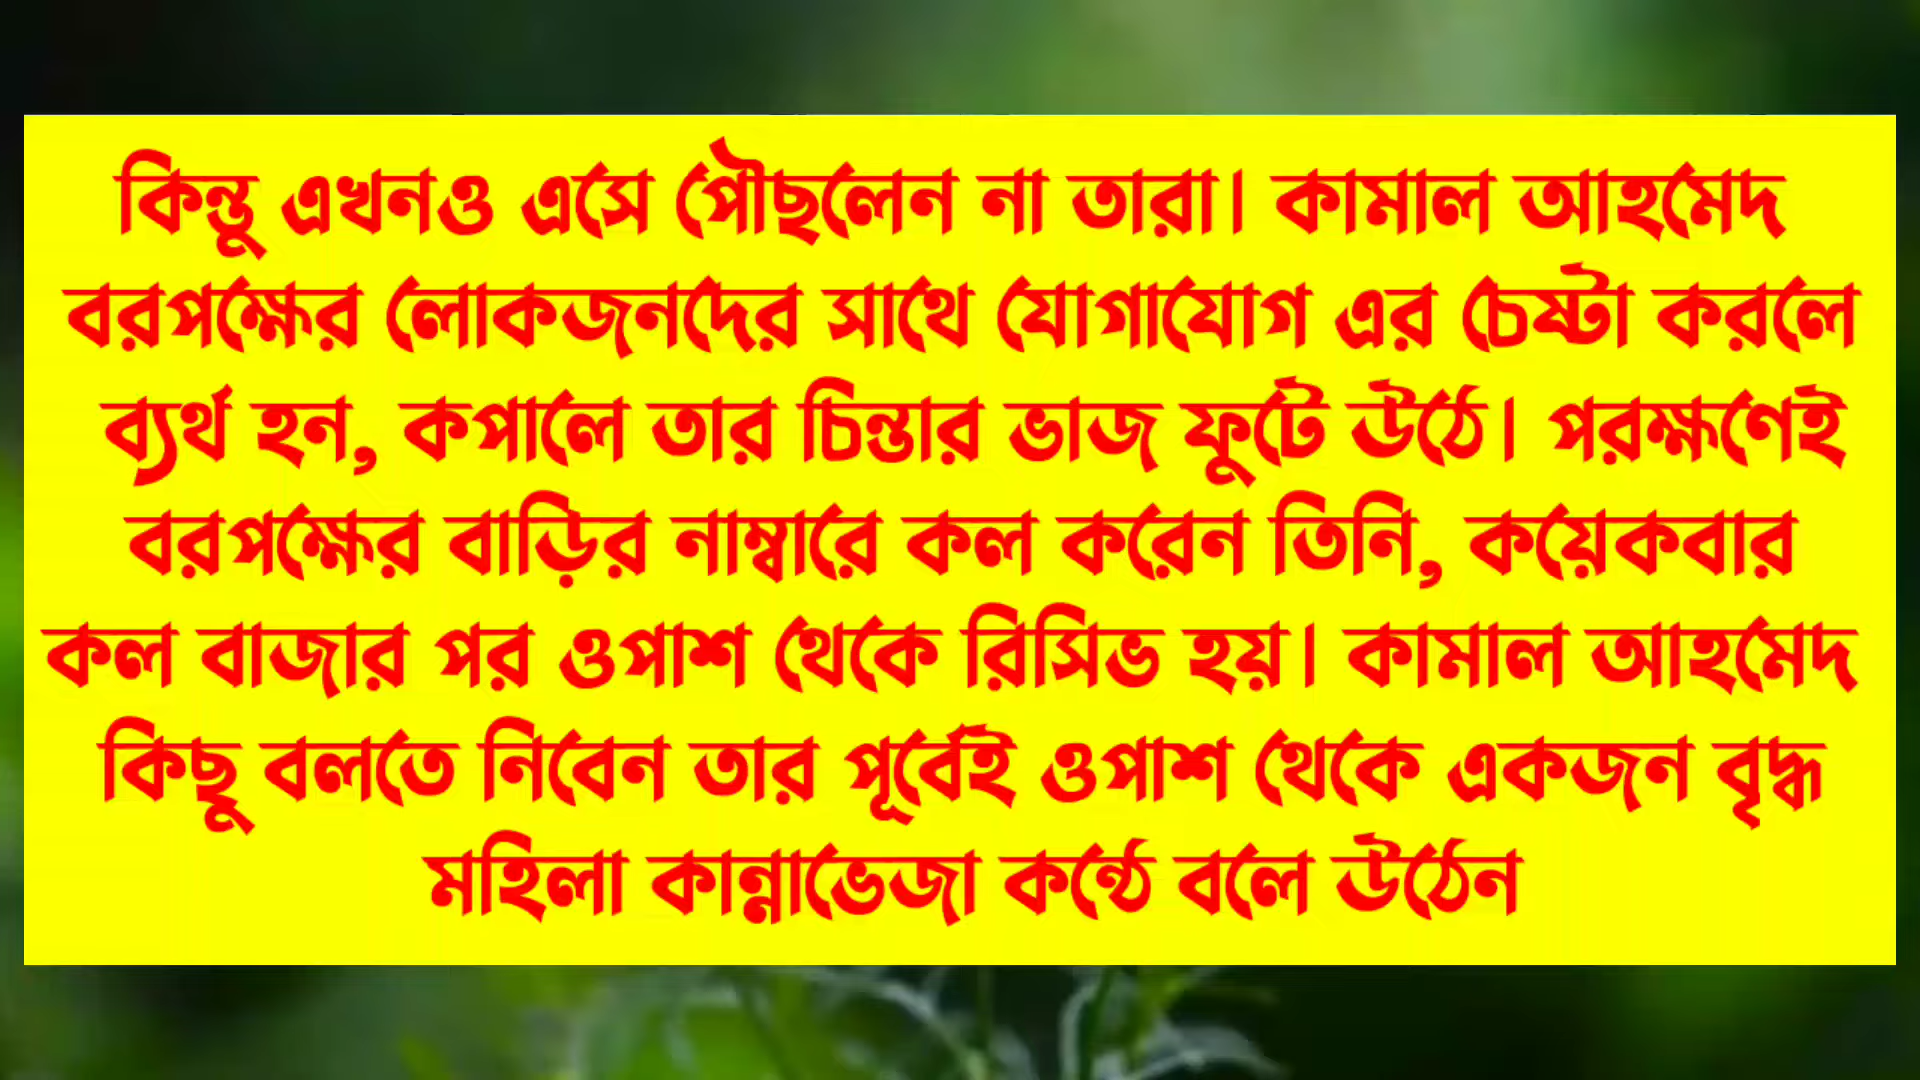 কিন্তু এখনও এসে পৌছলেন না তারা। কামাল আহমেদ
বরপক্ষের লোকজনদের সাথে যোগাযোগ এর চেষ্টা করলে
ব্যর্থ হন, কপালে তার চিন্তার ভাজ ফুটে উঠে। পরক্ষণেই
বরপক্ষের বাড়ির নাম্বারে কল করেন তিনি, কয়েকবার
কল বাজার পর ওপাশ থেকে রিসিভ হয়। কামাল আহমেদ
কিছু বলতে নিবেন তার পূর্বেই ওপাশ থেকে একজন বৃদ্ধ
মহিলা কান্নাভেজা কন্ঠে বলে উঠেন